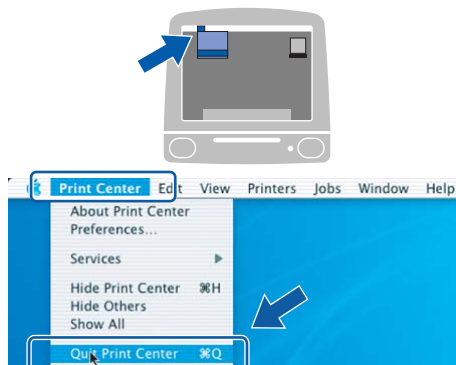 Print Center Edit View Printers Jobs Window Help
About Print Center
Preferences...
Services
Hide Print Center ⌘H
Hide Others
Show All
Quit Print Center ⌘Q